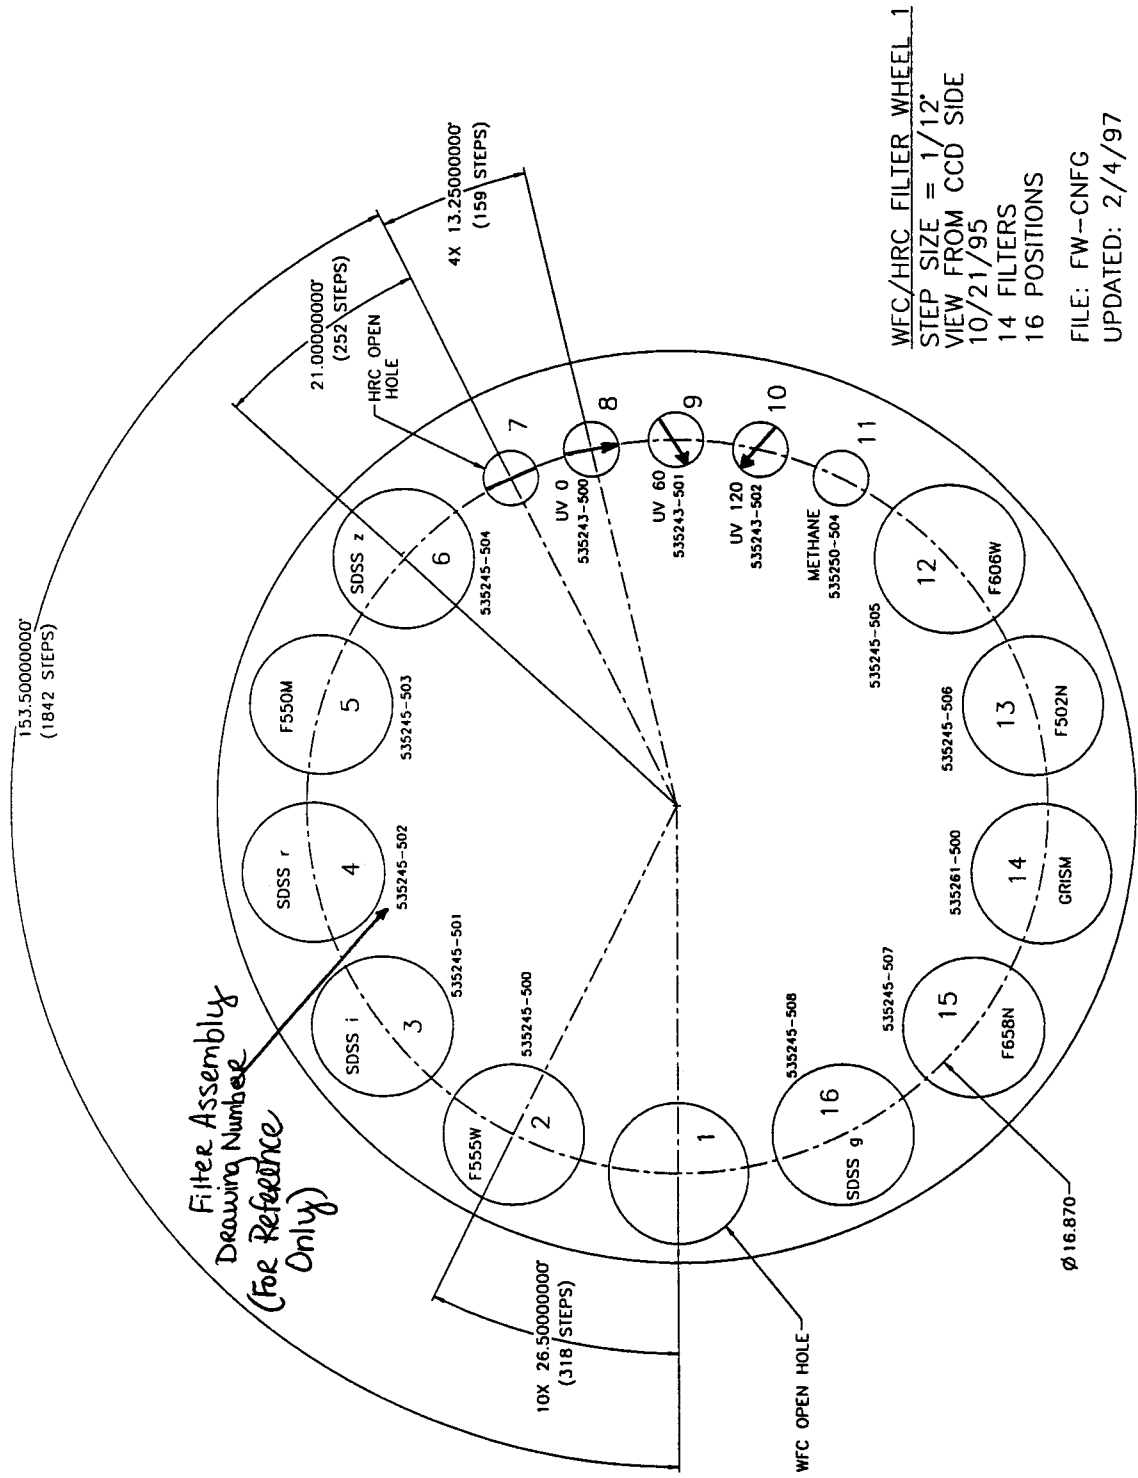 153.50000000°
(1842 STEPS)
21.00000000°
(252 STEPS)
4X 13.25000000°
(159 STEPS)
HRC OPEN
HOLE
10X 26.50000000°
(318 STEPS)
WFC OPEN HOLE
Ø16.870
Filter Assembly
Drawing Number
(For Reference
Only)
1
F555W
2
535245-500
SDSS i
3
535245-501
SDSS r
4
535245-502
F550M
5
535245-503
SDSS z
6
535245-504
7
UV 0
535243-500
8
UV 60
535243-501
9
UV 120
535243-502
10
METHANE
535250-504
11
535245-505
12
F606W
535245-506
13
F502N
535261-500
14
GRISM
535245-507
15
F658N
535245-508
16
SDSS g
WFC/HRC FILTER WHEEL 1
STEP SIZE = 1/12°
VIEW FROM CCD SIDE
10/21/95
14 FILTERS
16 POSITIONS
FILE: FW-CNFG
UPDATED: 2/4/97